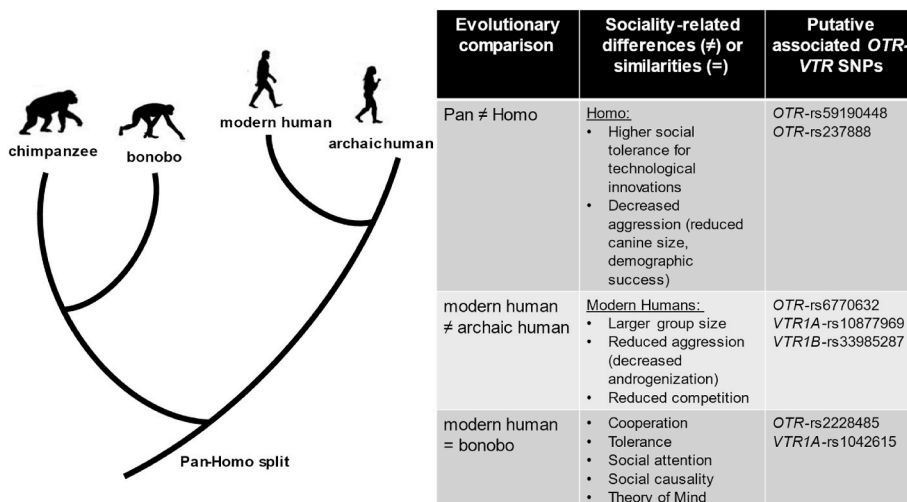 modern human
archaic human
chimpanzee
bonobo
Pan-Homo split
Evolutionary
comparison
Sociality-related
differences (≠) or
similarities (=)
Putative
associated OTR-
VTR SNPs
Pan ≠ Homo
Homo:
• Higher social
tolerance for
technological
innovations
• Decreased
aggression (reduced
canine size,
demographic
success)
OTR-rs59190448
OTR-rs237888
modern human
≠ archaic human
Modern Humans:
• Larger group size
• Reduced aggression
(decreased
androgenization)
• Reduced competition
OTR-rs6770632
VTR1A-rs10877969
VTR1B-rs33985287
modern human
= bonobo
• Cooperation
• Tolerance
• Social attention
• Social causality
• Theory of Mind
OTR-rs2228485
VTR1A-rs1042615